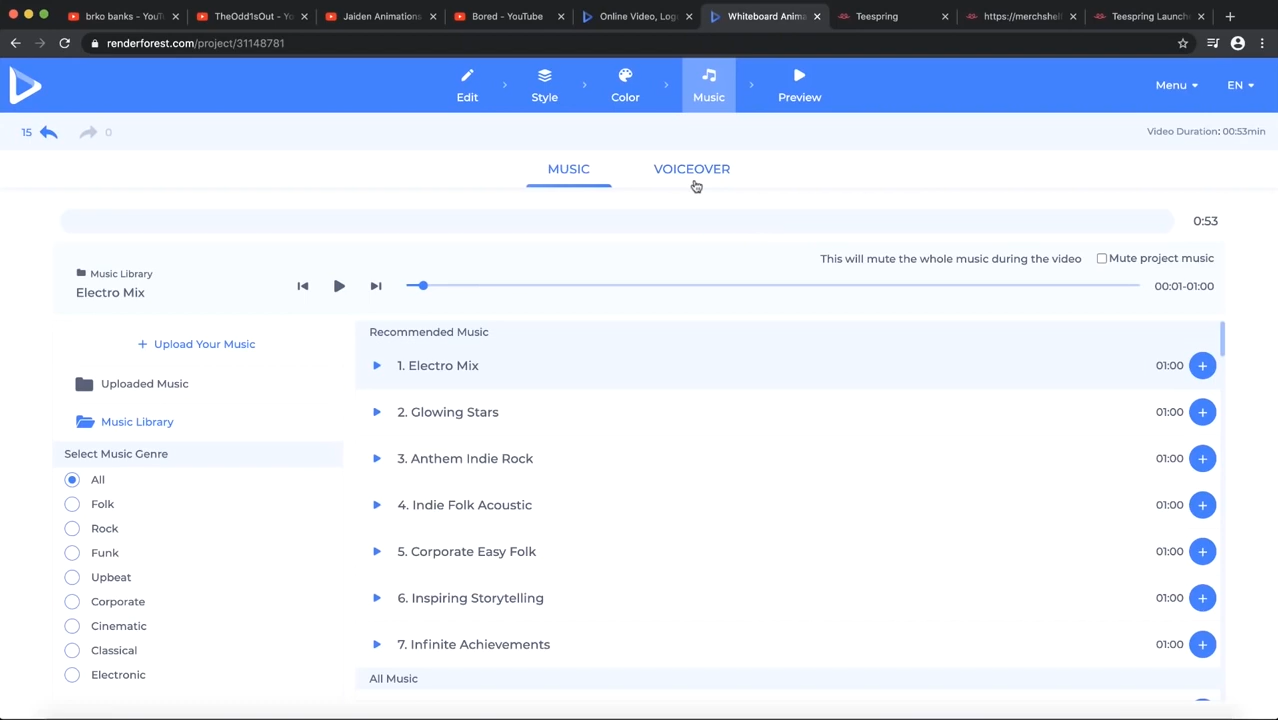 brko banks - YouT
TheOdd1sOut - Yo
Jaiden Animations
Bored - YouTube
Online Video, Log
Whiteboard Anima
Teespring
https://merchshel
Teespring Launch
renderforest.com/project/31148781
Edit
Style
Color
Music
Preview
Menu
EN
15
0
Video Duration: 00:53min
MUSIC
VOICEOVER
0:53
Music Library
This will mute the whole music during the video
Mute project music
Electro Mix
00:01-01:00
+ Upload Your Music
Recommended Music
1. Electro Mix
01:00
Uploaded Music
2. Glowing Stars
01:00
Music Library
Select Music Genre
3. Anthem Indie Rock
01:00
All
Folk
4. Indie Folk Acoustic
01:00
Rock
Funk
5. Corporate Easy Folk
01:00
Upbeat
Corporate
6. Inspiring Storytelling
01:00
Cinematic
Classical
7. Infinite Achievements
01:00
Electronic
All Music